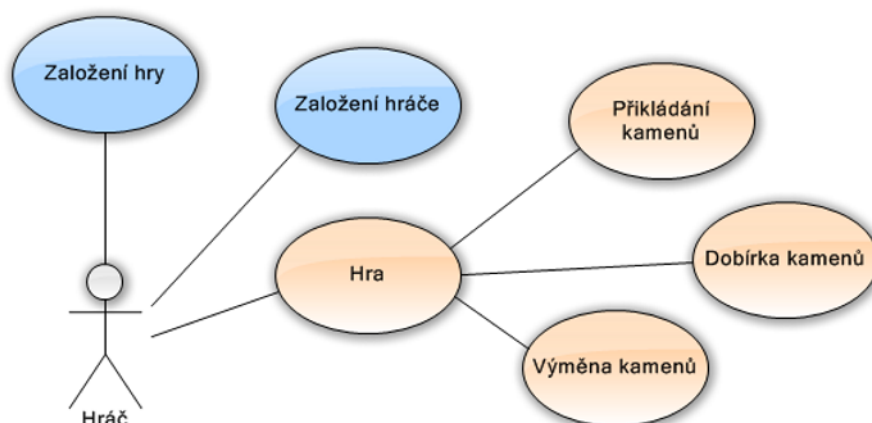 Založení hry
Založení hráče
Přikládání
kamenů
Hra
Dobírka kamenů
Výměna kamenů
Hráč